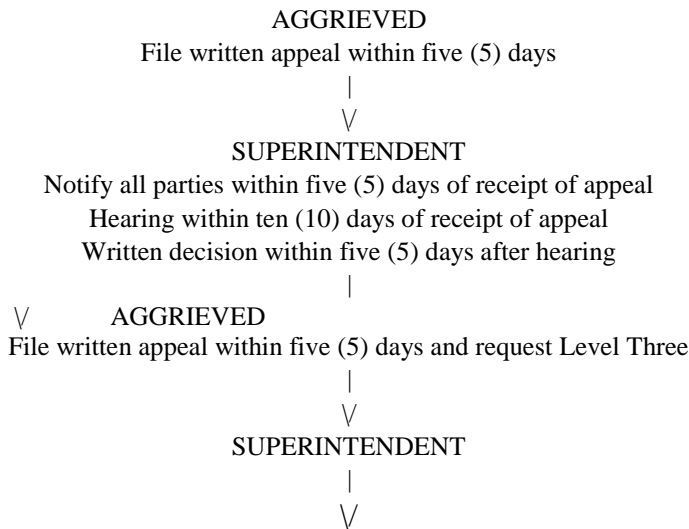 AGGRIEVED
File written appeal within five (5) days
|
\/
SUPERINTENDENT
Notify all parties within five (5) days of receipt of appeal
Hearing within ten (10) days of receipt of appeal
Written decision within five (5) days after hearing
|
\/ AGGRIEVED
File written appeal within five (5) days and request Level Three
|
\/
SUPERINTENDENT
|
\/